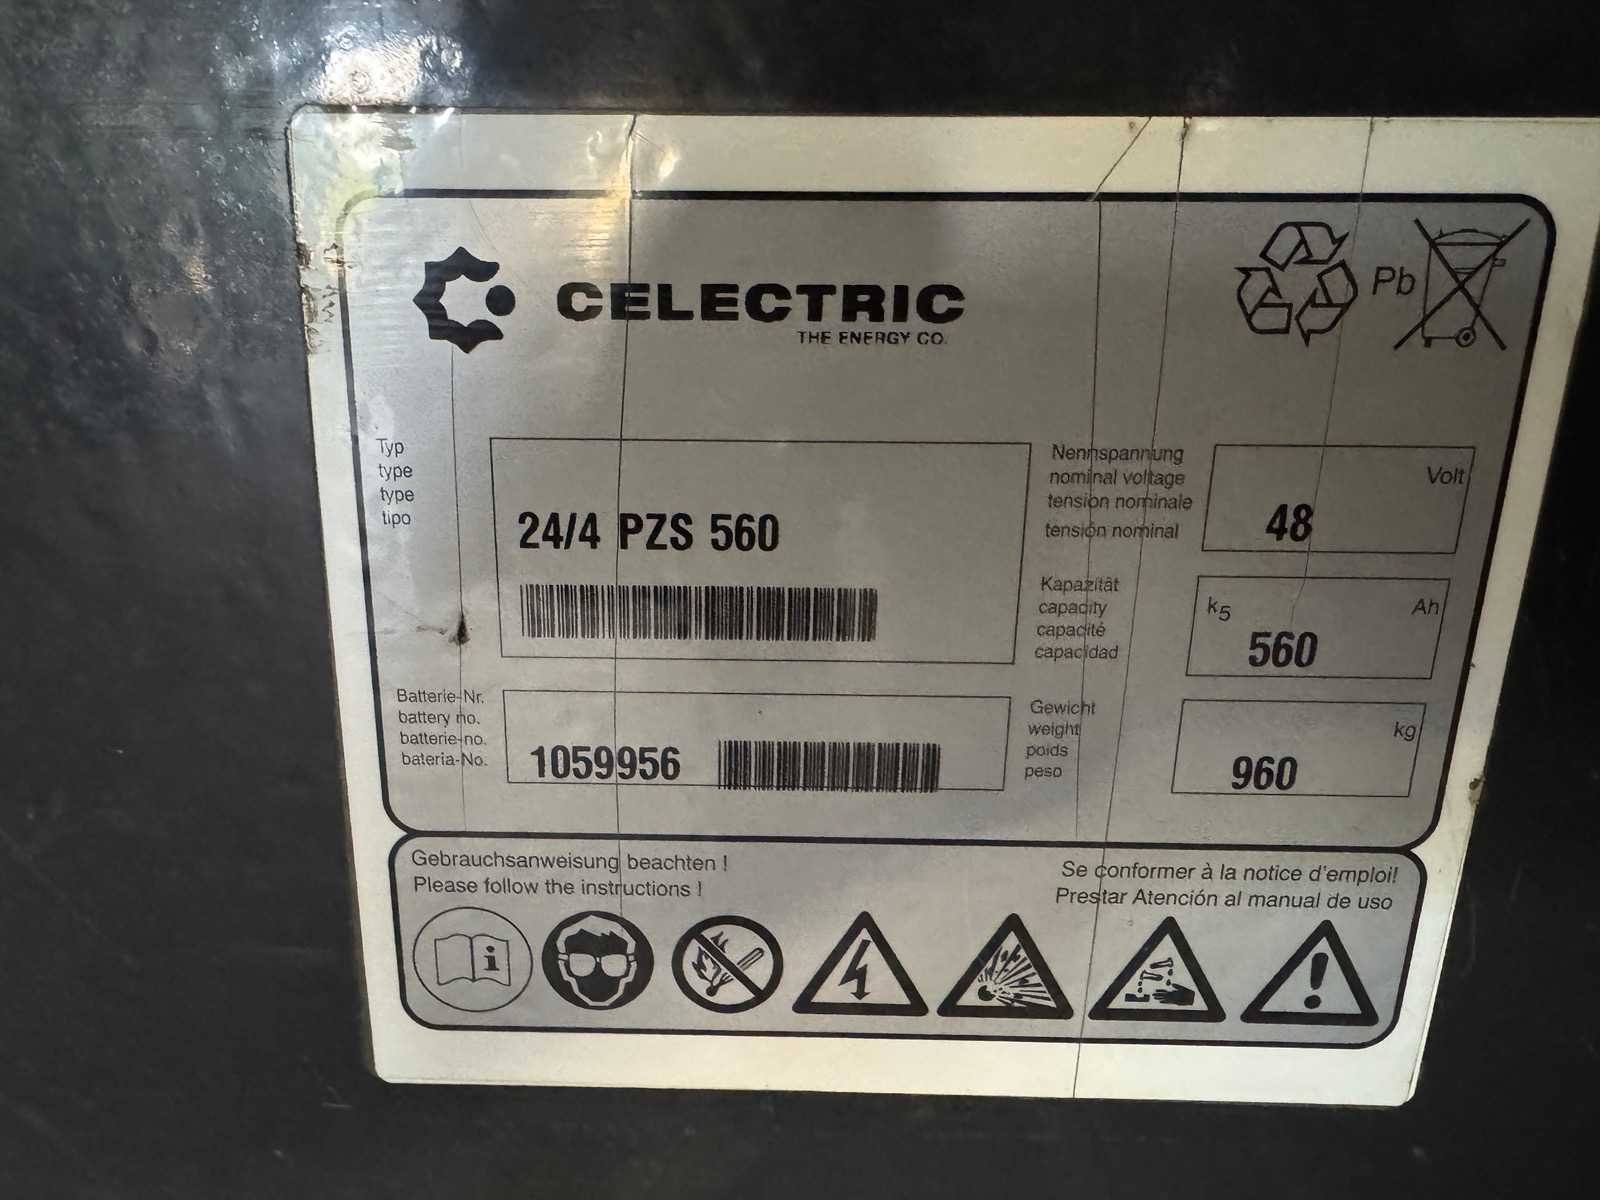 CELECTRIC
THE ENERGY CO.
Pb
Typ
type
type
tipo
24/4 PZS 560
Nennspannung
nominal voltage
tension nominale
tensión nominal
Volt
48
Kapazität
capacity
capacité
capacidad
k5
Ah
560
Batterie-Nr.
battery no.
batterie-no.
bateria-No.
1059956
Gewicht
weight
poids
peso
kg
960
Gebrauchsanweisung beachten !
Please follow the instructions !
Se conformer à la notice d'emploi!
Prestar Atención al manual de uso